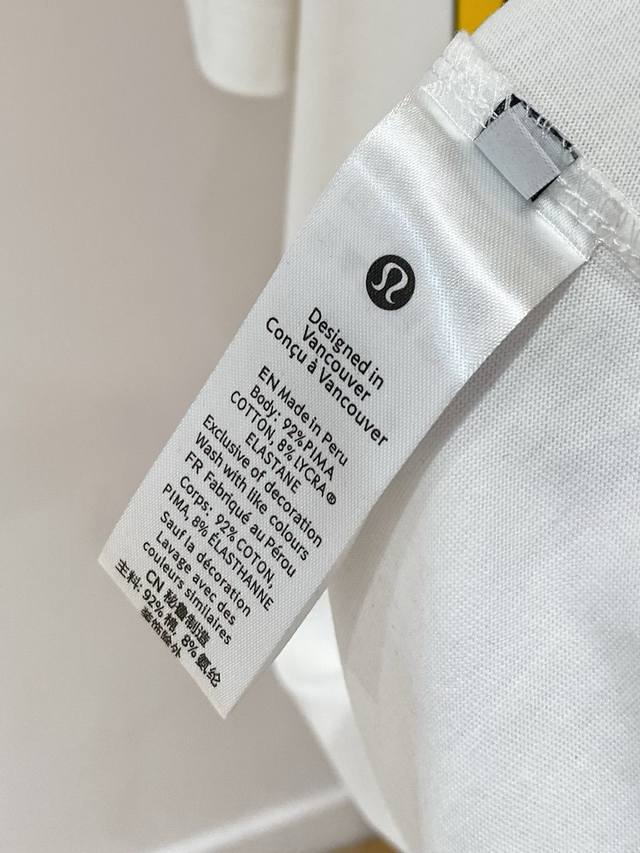 Designed in
Vancouver
Conçu à Vancouver
EN Made in Peru
Body: 92% PIMA
COTTON, 8% LYCRA®
ELASTANE
Exclusive of decoration
Wash with like colours
FR Fabriqué au Pérou
Corps: 92% COTON,
PIMA, 8% ÉLASTHANNE
Sauf la décoration
Lavage avec des
couleurs similaires
CN 秘鲁制造
主料: 92% 棉, 8% 氨纶
装饰除外